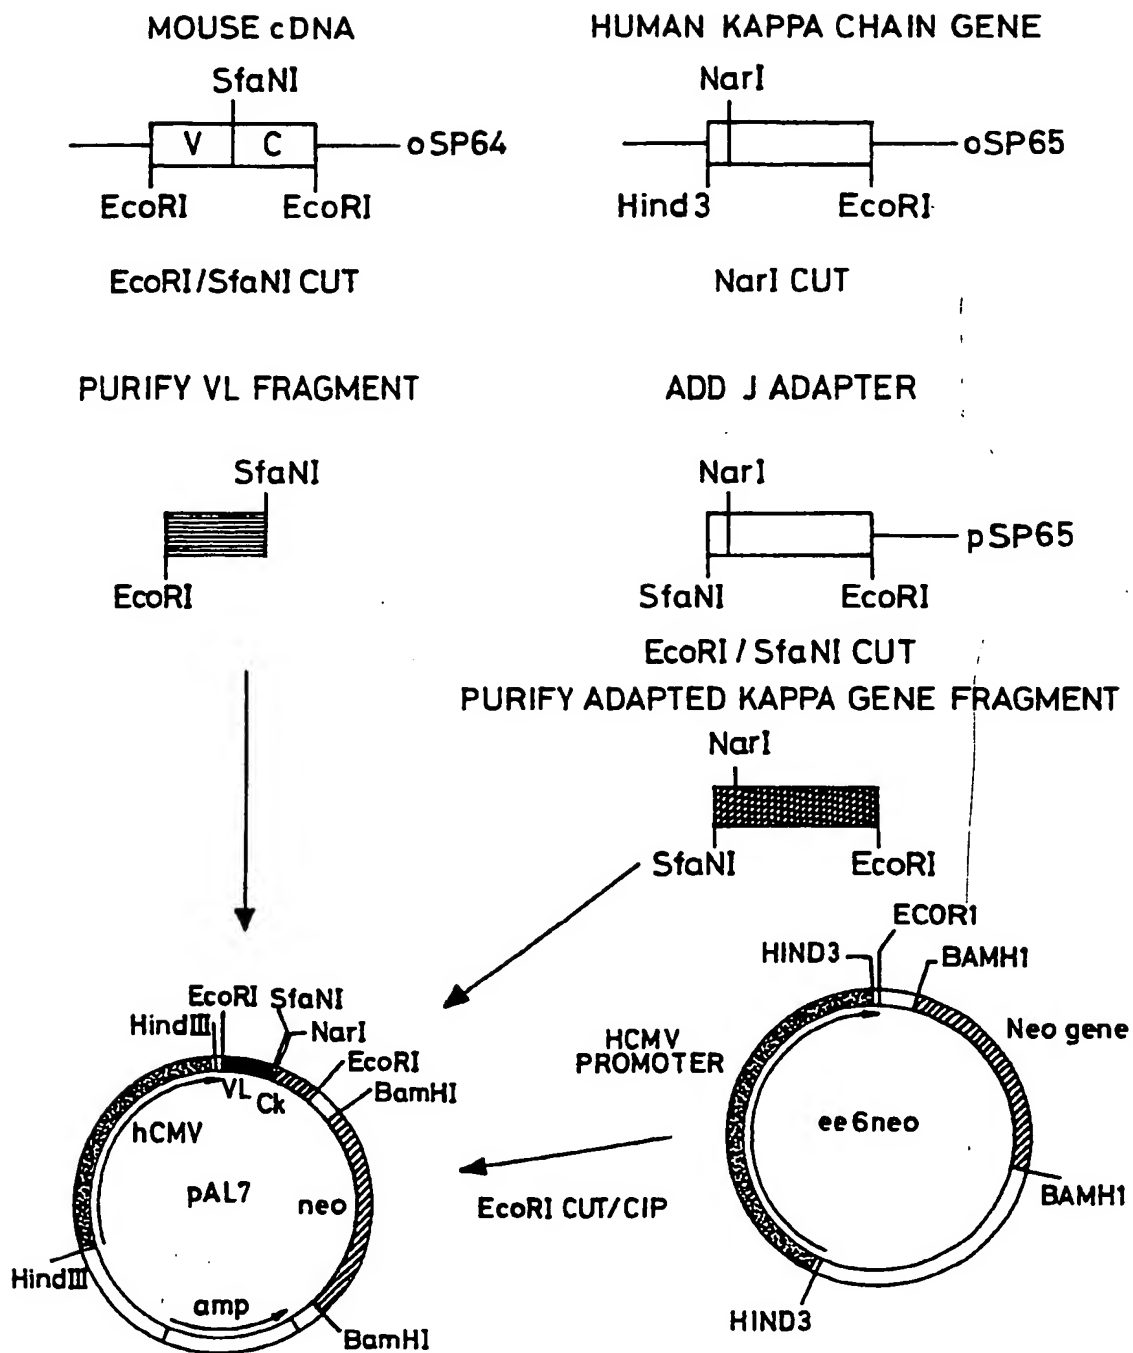 MOUSE cDNA
HUMAN KAPPA CHAIN GENE
SfaNI
NarI
V
C
oSP64
oSP65
EcoRI
EcoRI
Hind3
EcoRI
EcoRI/SfaNI CUT
NarI CUT
PURIFY VL FRAGMENT
ADD J ADAPTER
SfaNI
NarI
pSP65
EcoRI
SfaNI
EcoRI
EcoRI/SfaNI CUT
PURIFY ADAPTED KAPPA GENE FRAGMENT
NarI
SfaNI
EcoRI
ECOR1
HIND3
BAMH1
EcoRI
SfaNI
HindIII
NarI
EcoRI
BamHI
HCMV
PROMOTER
Neo gene
VL
Ck
hCMV
ee6neo
pAL7
neo
EcoRI CUT/CIP
BAMH1
HindIII
amp
HIND3
BamHI